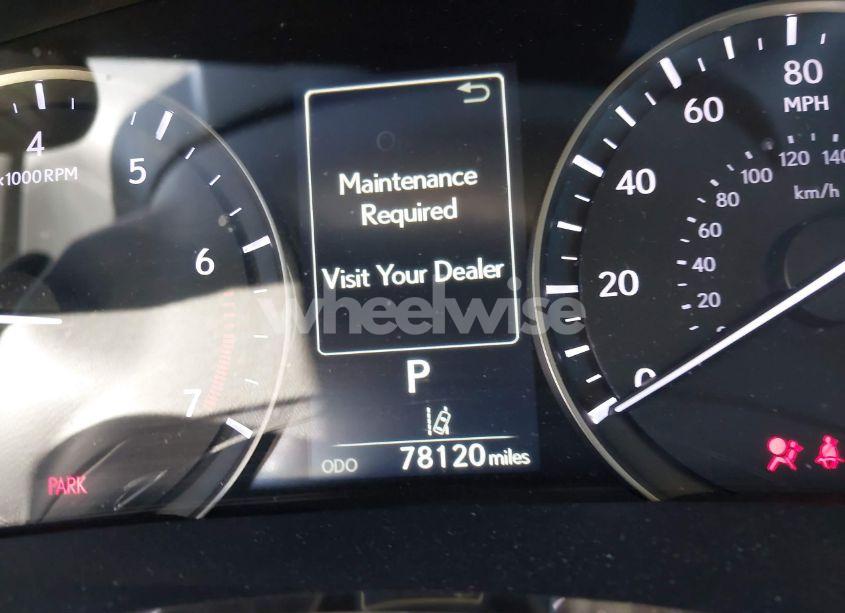 4
x1000 RPM
5
6
7
PARK
Maintenance
Required
Visit Your Dealer
P
ODO 78120 miles
80
MPH
60
40
20
0
140
120
100
80
60
40
20
km/h
wheelwise